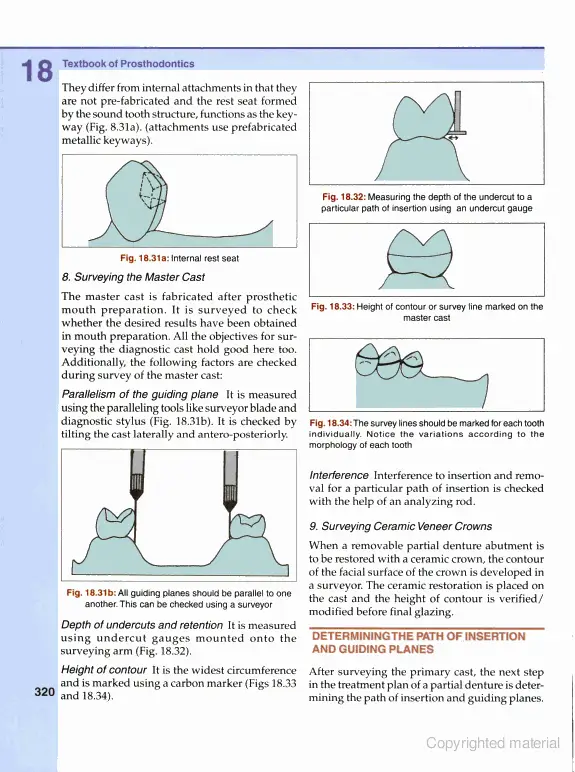 18
Textbook of Prosthodontics
They differ from internal attachments in that they
are not pre-fabricated and the rest seat formed
by the sound tooth structure, functions as the key-
way (Fig. 8.31a). (attachments use prefabricated
metallic keyways).
Fig. 18.31a: Internal rest seat
8. Surveying the Master Cast
The master cast is fabricated after prosthetic
mouth preparation. It is surveyed to check
whether the desired results have been obtained
in mouth preparation. All the objectives for sur-
veying the diagnostic cast hold good here too.
Additionally, the following factors are checked
during survey of the master cast:
Parallelism of the guiding plane It is measured
using the paralleling tools like surveyor blade and
diagnostic stylus (Fig. 18.31b). It is checked by
tilting the cast laterally and antero-posteriorly.
Fig. 18.31b: All guiding planes should be parallel to one
another. This can be checked using a surveyor
Depth of undercuts and retention It is measured
using undercut gauges mounted onto the
surveying arm (Fig. 18.32).
Height of contour It is the widest circumference
and is marked using a carbon marker (Figs 18.33
and 18.34).
320
Fig. 18.32: Measuring the depth of the undercut to a
particular path of insertion using an undercut gauge
Fig. 18.33: Height of contour or survey line marked on the
master cast
Fig. 18.34: The survey lines should be marked for each tooth
individually. Notice the variations according to the
morphology of each tooth
Interference Interference to insertion and remo-
val for a particular path of insertion is checked
with the help of an analyzing rod.
9. Surveying Ceramic Veneer Crowns
When a removable partial denture abutment is
to be restored with a ceramic crown, the contour
of the facial surface of the crown is developed in
a surveyor. The ceramic restoration is placed on
the cast and the height of contour is verified/
modified before final glazing.
DETERMINING THE PATH OF INSERTION
AND GUIDING PLANES
After surveying the primary cast, the next step
in the treatment plan of a partial denture is deter-
mining the path of insertion and guiding planes.
Copyrighted material